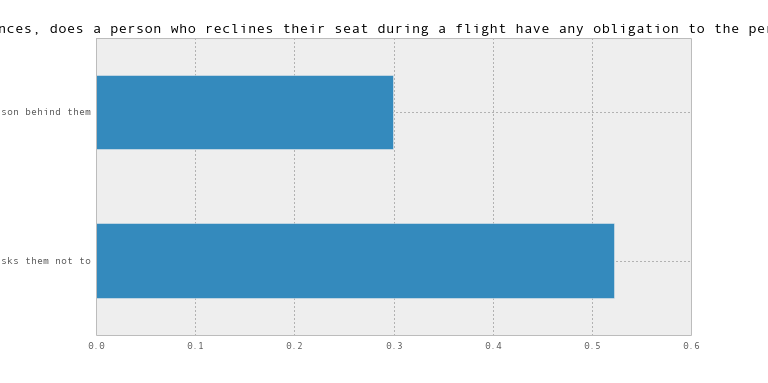 nces, does a person who reclines their seat during a flight have any obligation to the per
son behind them
sks them not to
0.0 0.1 0.2 0.3 0.4 0.5 0.6